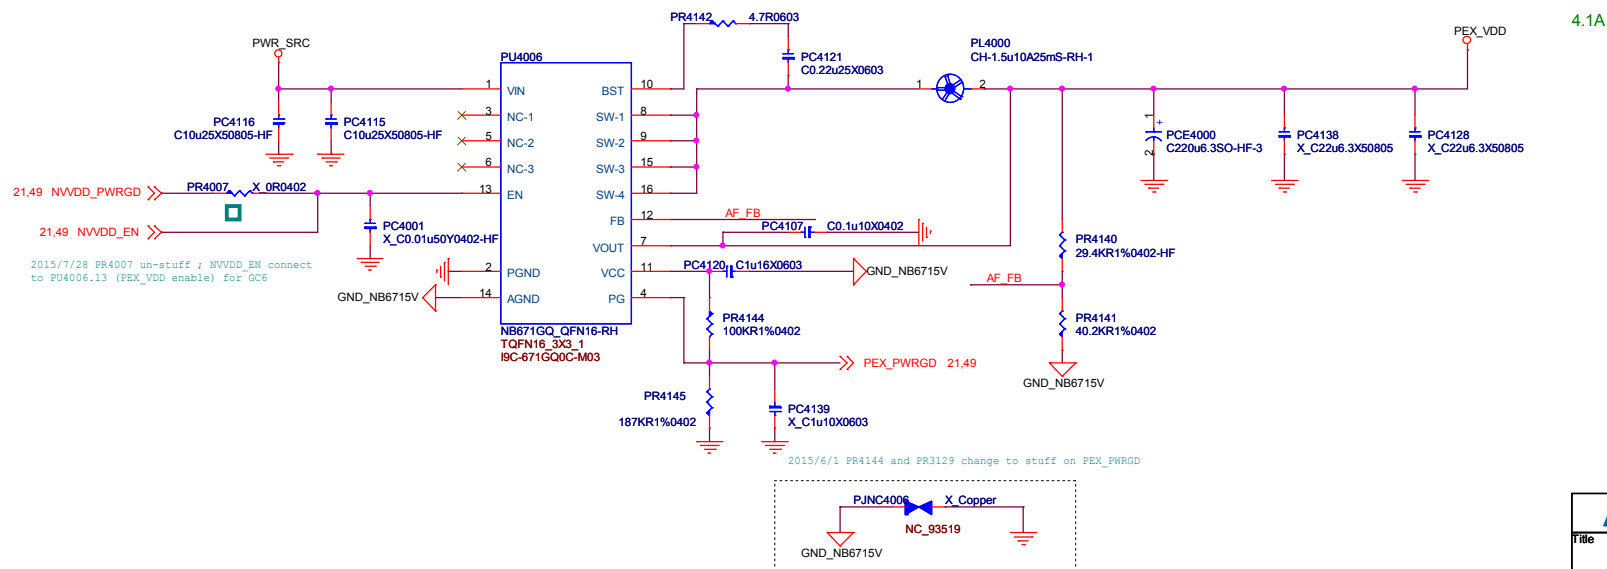 4.1A
PR4142 4.7R0603
PWR_SRC
PU4006
PC4121
C0.22u25X0603
PL4000
CH-1.5u10A25mS-RH-1
PEX_VDD
1 VIN BST 10
1 2
PC4116
C10u25X50805-HF
PC4115
C10u25X50805-HF
3 NC-1 SW-1 8
5 NC-2 SW-2 9
6 NC-3 SW-3 15
1
+
2
PCE4000
C220u6.3SO-HF-3
PC4138
X_C22u6.3X50805
PC4128
X_C22u6.3X50805
21,49 NVVDD_PWRGD
PR4007 X_0R0402
13 EN SW-4 16
21,49 NVVDD_EN
PC4001
X_C0.01u50Y0402-HF
FB 12 AF_FB
PC4107 C0.1u10X0402
VOUT 7
PR4140
29.4KR1%0402-HF
2015/7/28 PR4007 un-stuff ; NVVDD_EN connect
to PU4006.13 (PEX_VDD enable) for GC6
2 PGND VCC 11
PC4120 C1u16X0603
GND_NB6715V
AF_FB
GND_NB6715V
14 AGND PG 4
PR4144
100KR1%0402
PR4141
40.2KR1%0402
NB671GQ_QFN16-RH
TQFN16_3X3_1
I9C-671GQ0C-M03
PEX_PWRGD 21,49
GND_NB6715V
PR4145
187KR1%0402
PC4139
X_C1u10X0603
2015/6/1 PR4144 and PR3129 change to stuff on PEX_PWRGD
PJNC4006 X_Copper
NC_93519
GND_NB6715V
Title